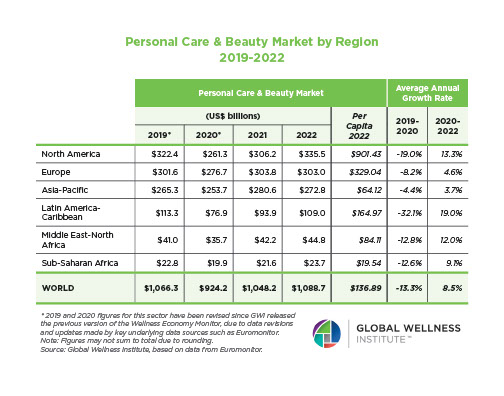 Personal Care & Beauty Market by Region
2019-2022
Personal Care & Beauty Market Average Annual Growth Rate
(US$ billions) Per Capita 2022 2019-2020 2020-2022
2019* 2020* 2021 2022
North America $322.4 $261.3 $306.2 $335.5 $901.43 -19.0% 13.3%
Europe $301.6 $276.7 $303.8 $303.0 $329.04 -8.2% 4.6%
Asia-Pacific $265.3 $253.7 $280.6 $272.8 $64.12 -4.4% 3.7%
Latin America-Caribbean $113.3 $76.9 $93.9 $109.0 $164.97 -32.1% 19.0%
Middle East-North Africa $41.0 $35.7 $42.2 $44.8 $84.11 -12.8% 12.0%
Sub-Saharan Africa $22.8 $19.9 $21.6 $23.7 $19.54 -12.6% 9.1%
WORLD $1,066.3 $924.2 $1,048.2 $1,088.7 $136.89 -13.3% 8.5%
* 2019 and 2020 figures for this sector have been revised since GWI released
the previous version of the Wellness Economy Monitor, due to data revisions
and updates made by key underlying data sources such as Euromonitor.
Note: Figures may not sum to total due to rounding.
Source: Global Wellness Institute, based on data from Euromonitor.
GLOBAL WELLNESS
INSTITUTE™